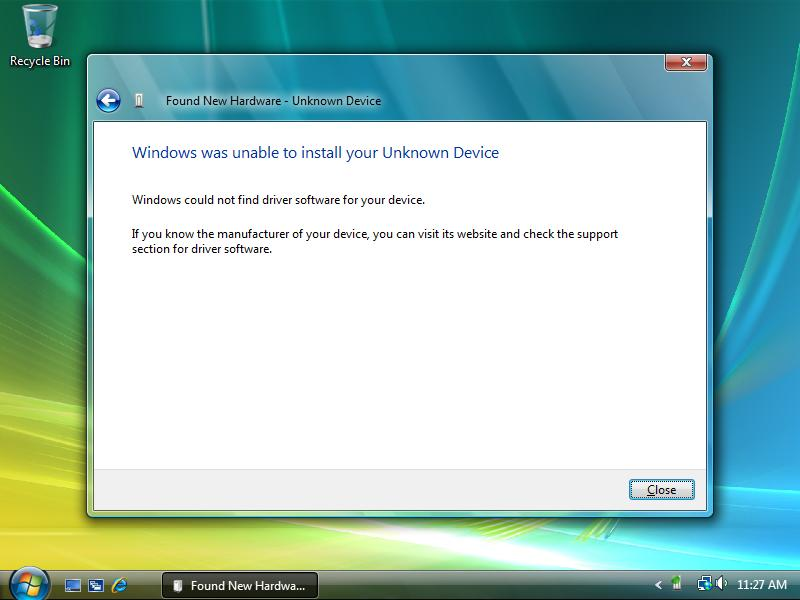 Recycle Bin
Found New Hardware - Unknown Device
Windows was unable to install your Unknown Device
Windows could not find driver software for your device.
If you know the manufacturer of your device, you can visit its website and check the support
section for driver software.
Close
Found New Hardwa...
11:27 AM